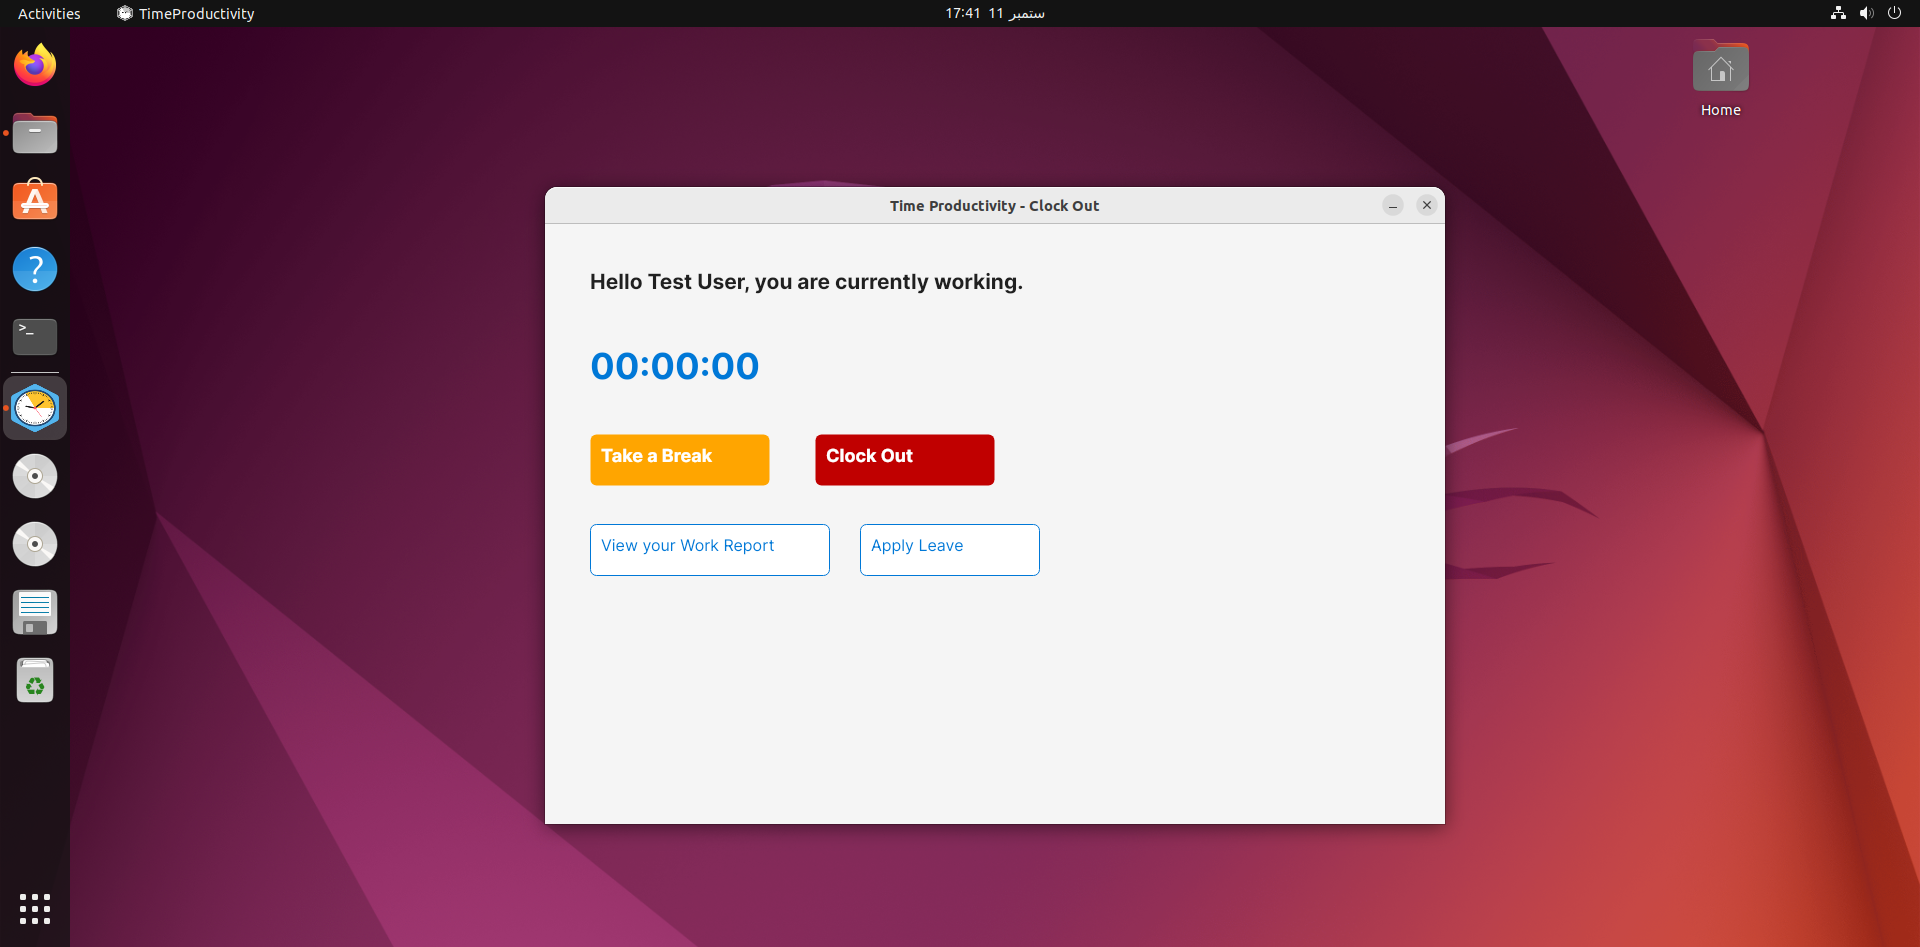 Activities
TimeProductivity
17:41 11 ستمبر
Home
>_
?
Time Productivity - Clock Out
Hello Test User, you are currently working.
00:00:00
Take a Break
Clock Out
View your Work Report
Apply Leave